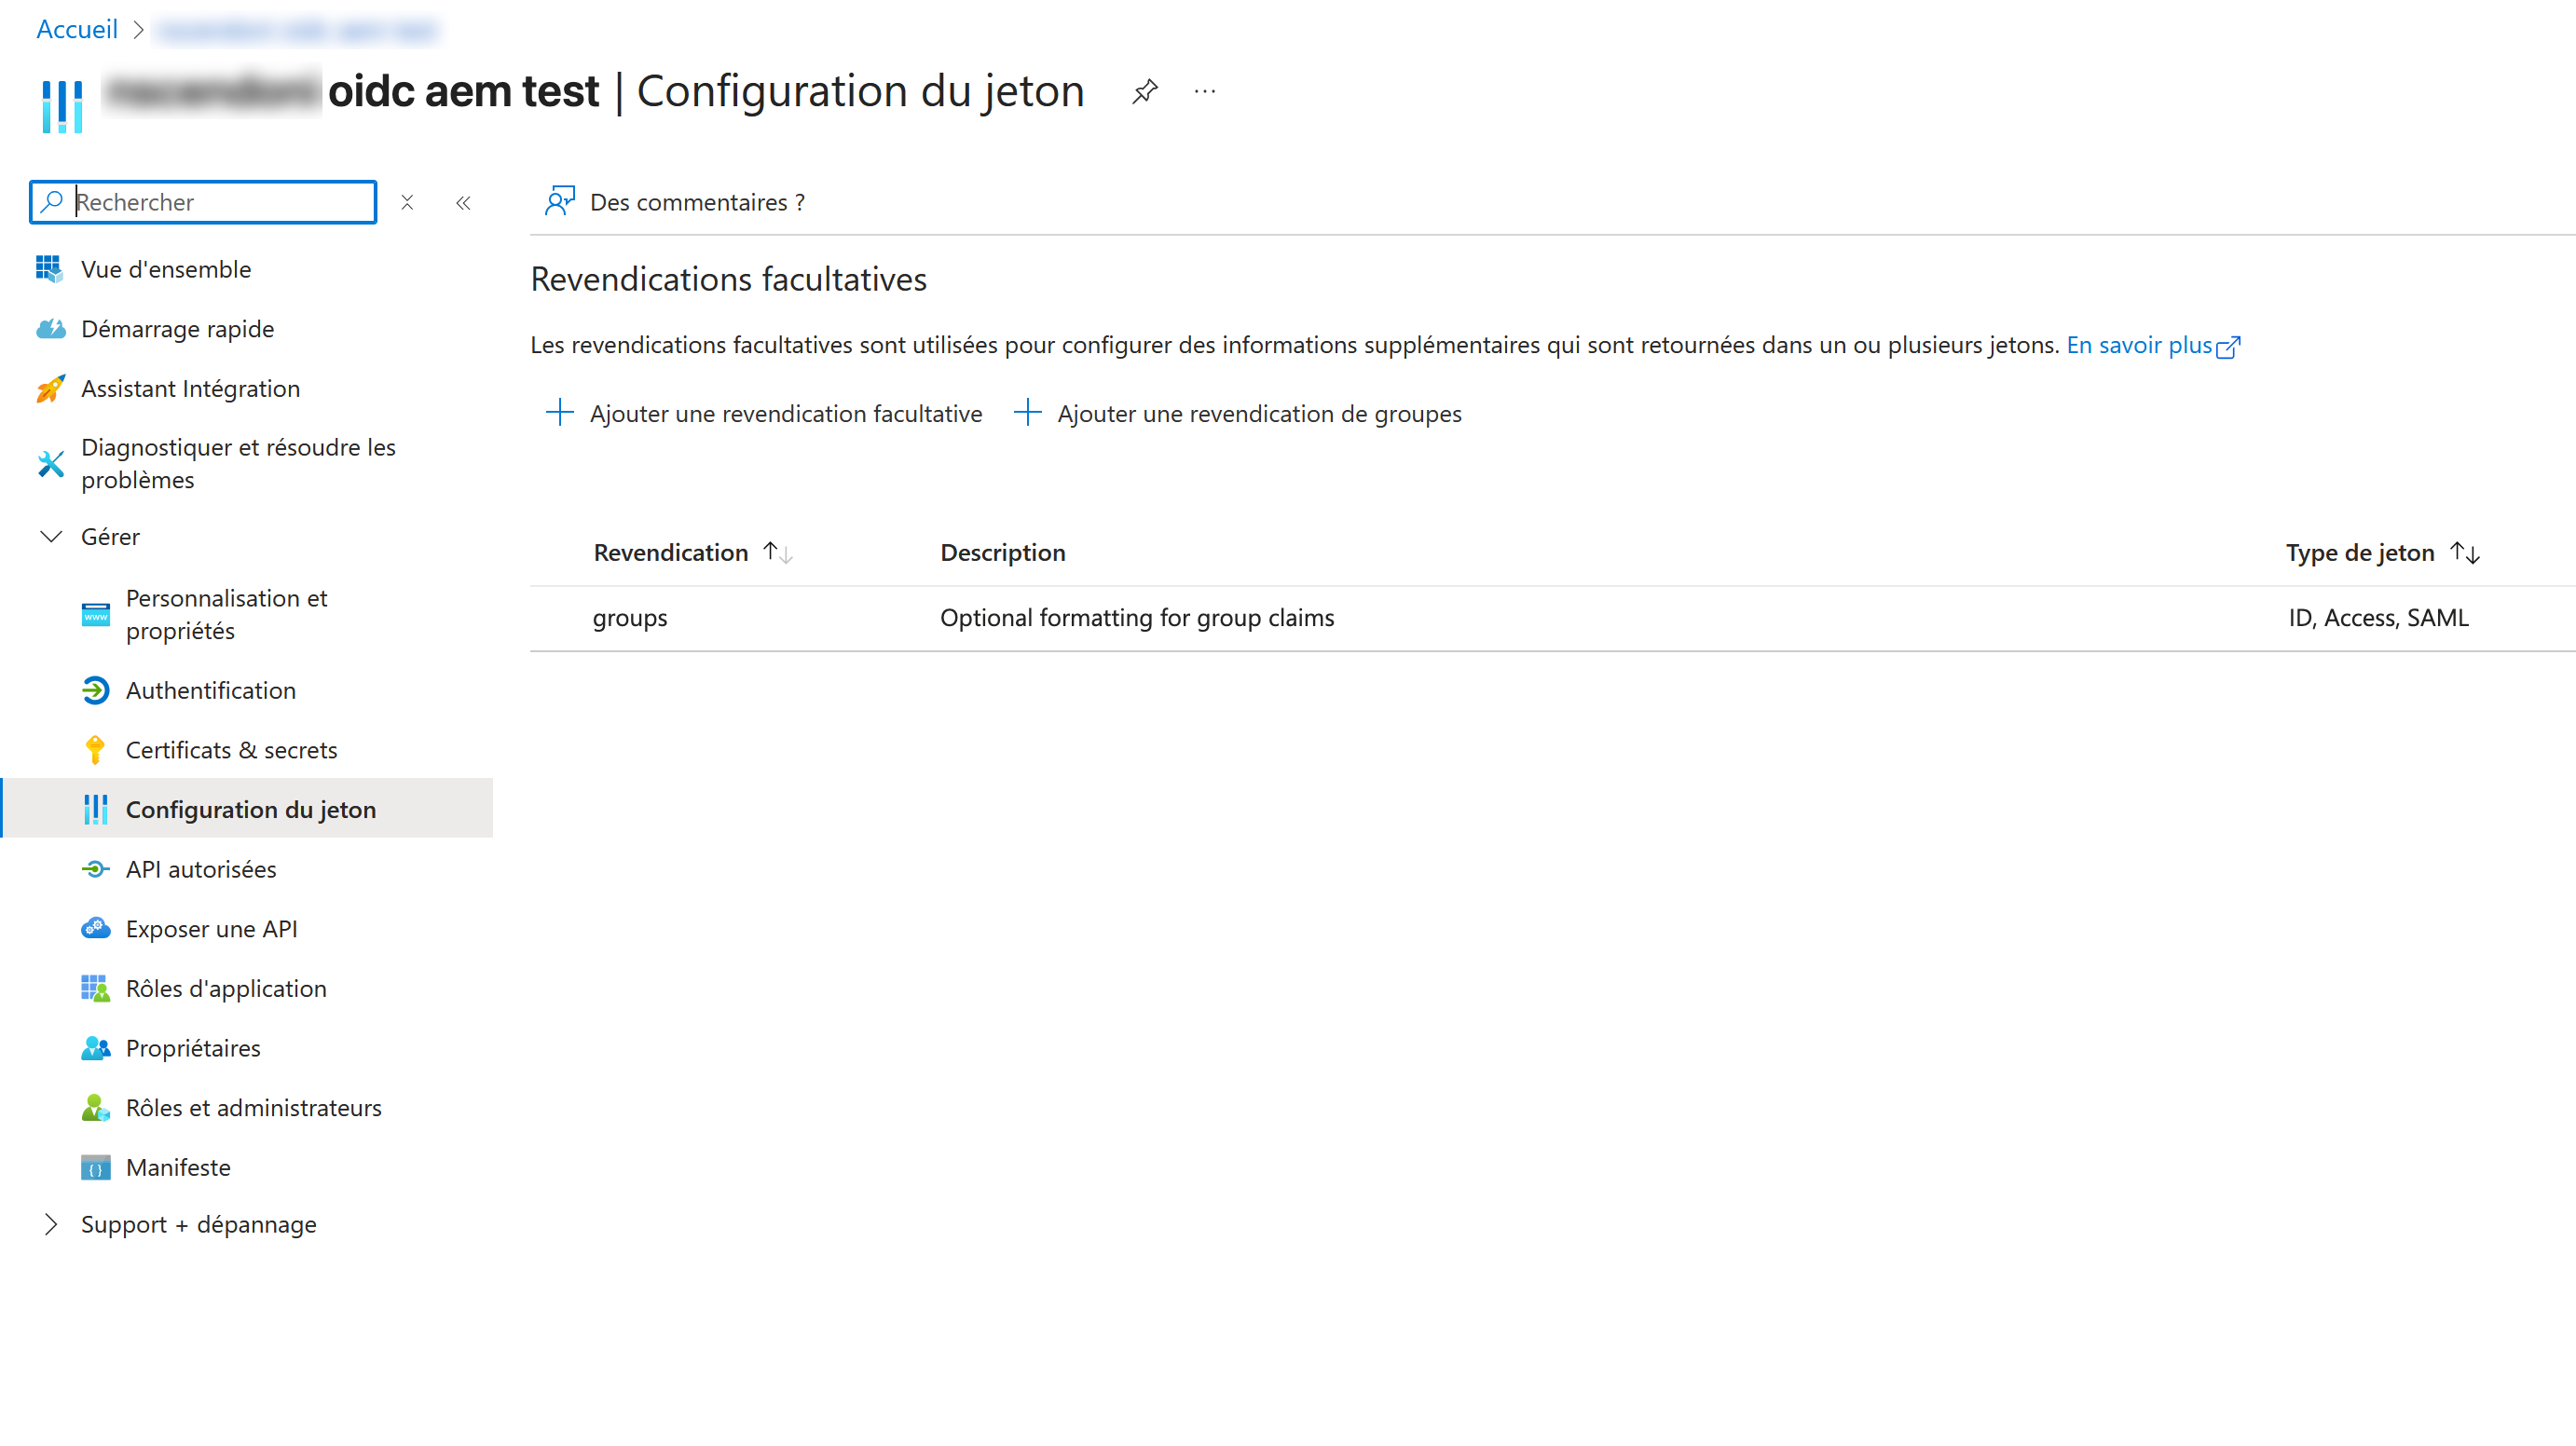 Accueil
oidc aem test | Configuration du jeton
Rechercher
Des commentaires ?
Vue d'ensemble
Démarrage rapide
Assistant Intégration
Diagnostiquer et résoudre les
problèmes
Gérer
Personnalisation et
propriétés
Authentification
Certificats & secrets
Configuration du jeton
API autorisées
Exposer une API
Rôles d'application
Propriétaires
Rôles et administrateurs
Manifeste
Support + dépannage
Revendications facultatives
Les revendications facultatives sont utilisées pour configurer des informations supplémentaires qui sont retournées dans un ou plusieurs jetons. En savoir plus
Ajouter une revendication facultative Ajouter une revendication de groupes
Revendication Description Type de jeton
groups Optional formatting for group claims ID, Access, SAML